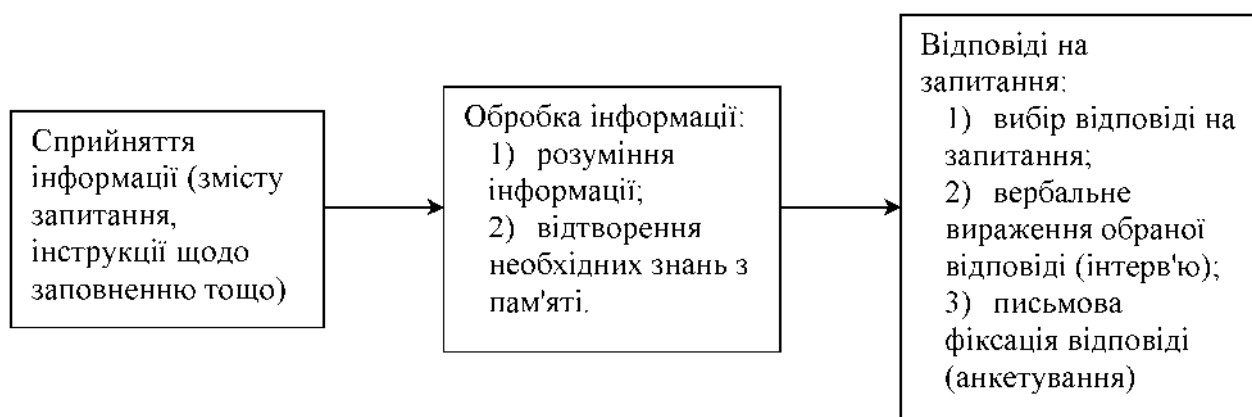 Сприйняття
інформації (змісту
запитання,
інструкції щодо
заповненню тощо)
Обробка інформації:
1) розуміння
інформації;
2) відтворення
необхідних знань з
пам'яті.
Відповіді на
запитання:
1) вибір відповіді на
запитання;
2) вербальне
вираження обраної
відповіді (інтерв'ю);
3) письмова
фіксація відповіді
(анкетування)